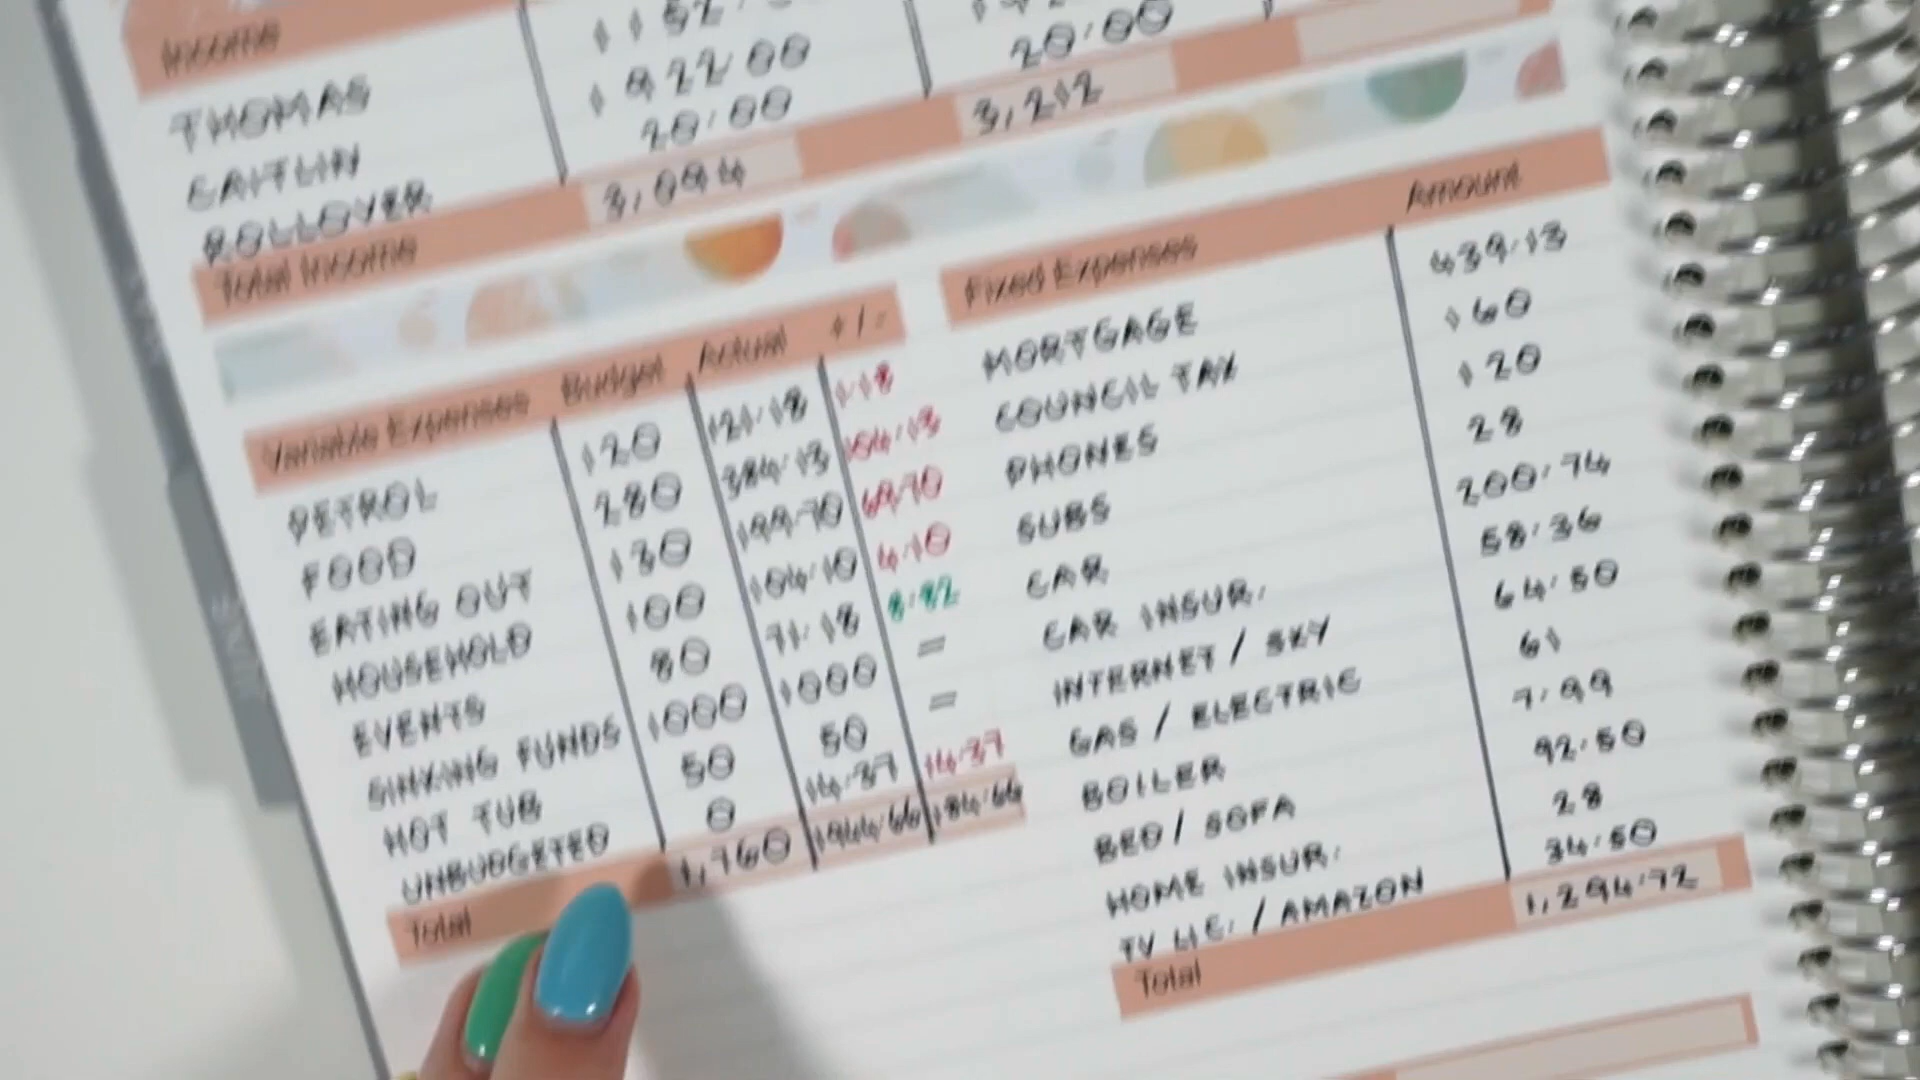 Income
THOMAS
CAITLIN 922.00
ROLLOVER 20.00 20.00
Total Income 3,094 3,212
Variable Expenses Budget Actual +/-
PETROL 120 121.18 1.18
FOOD 280 384.13 104.13
EATING OUT 130 199.70 69.70
HOUSEHOLD 100 104.10 4.10
EVENTS 80 71.18 8.82
SINKING FUNDS 1000 1000 =
HOT TUB 50 50 =
UNBUDGETED 0 14.37 14.37
Total 1,760 1944.66 184.66
Fixed Expenses Amount
MORTGAGE 439.13
COUNCIL TAX 160
PHONES 120
SUBS 28
CAR 200.74
CAR INSUR. 58.36
INTERNET / SKY 64.50
GAS / ELECTRIC 61
BOILER 7.99
BED / SOFA 92.50
HOME INSUR. 28
TV LIC. / AMAZON 34.50
Total 1,294.72